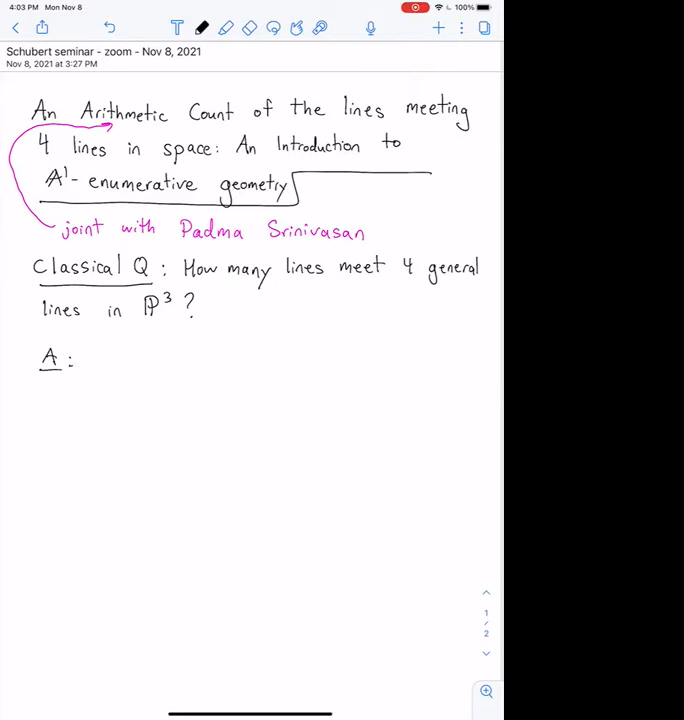 4:03 PM Mon Nov 8
100%
Schubert seminar - zoom - Nov 8, 2021
Nov 8, 2021 at 3:27 PM
An Arithmetic Count of the lines meeting
4 lines in space: An Introduction to
A¹- enumerative geometry
joint with Padma Srinivasan
Classical Q : How many lines meet 4 general
lines in ℙ³ ?
A :
1
/
2